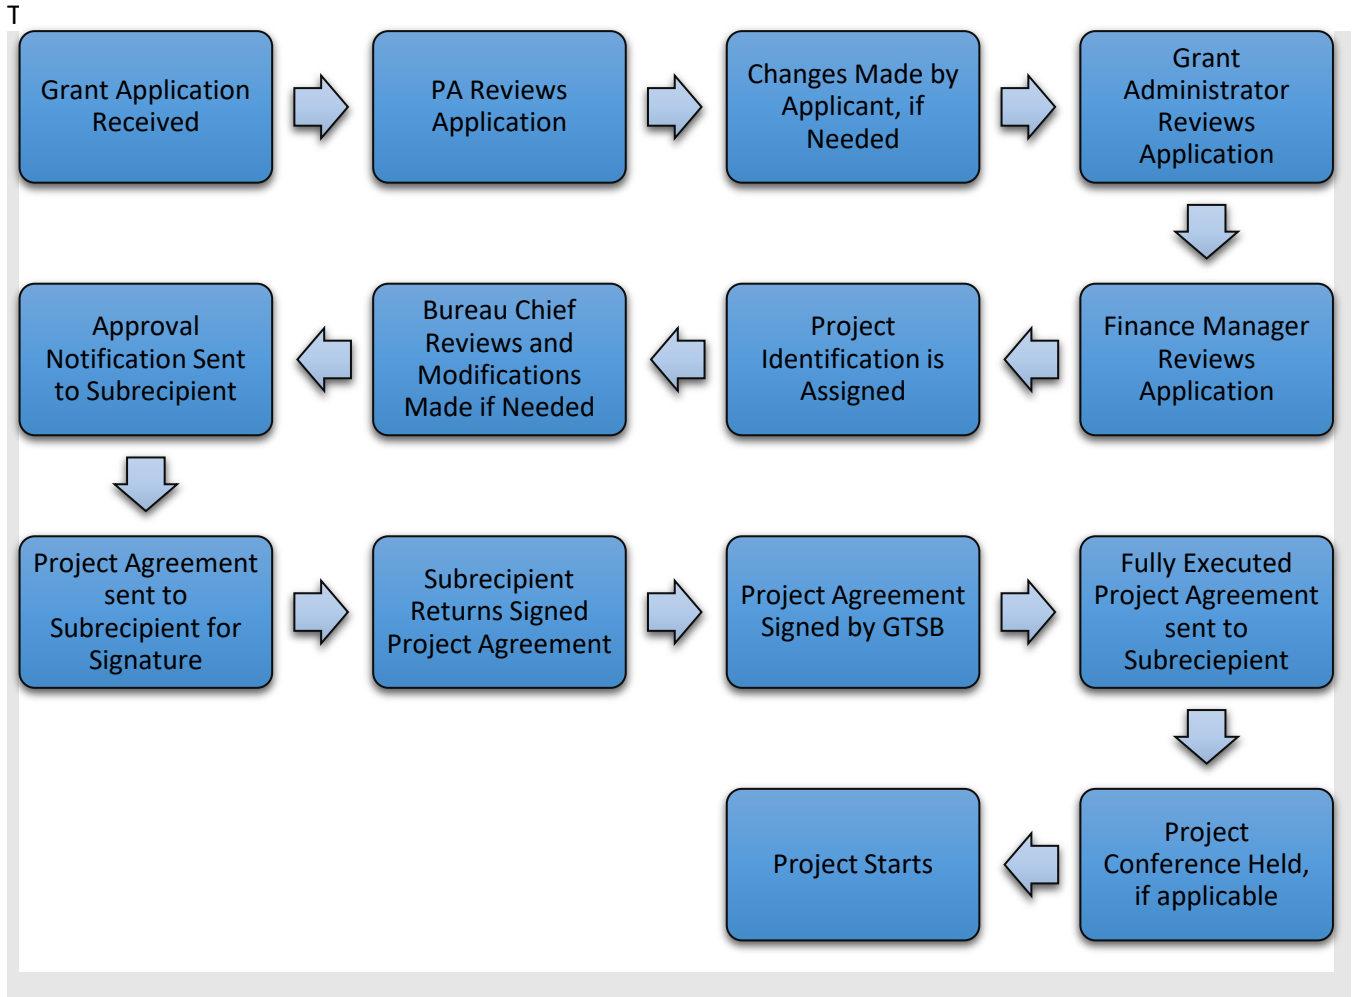 T
Grant Application
Received
PA Reviews
Application
Changes Made by
Applicant, if
Needed
Grant
Administrator
Reviews
Application
Finance Manager
Reviews
Application
Project
Identification is
Assigned
Bureau Chief
Reviews and
Modifications
Made if Needed
Approval
Notification Sent
to Subrecipient
Project Agreement
sent to
Subrecipient for
Signature
Subrecipient
Returns Signed
Project Agreement
Project Agreement
Signed by GTSB
Fully Executed
Project Agreement
sent to
Subreciepient
Project
Conference Held,
if applicable
Project Starts